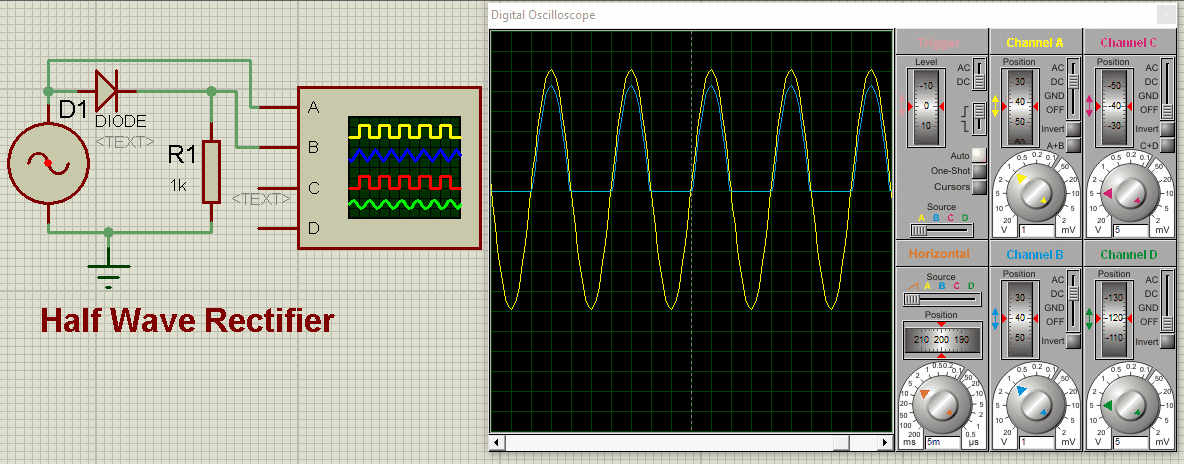 Digital Oscilloscope
D1
DIODE
<TEXT>
R1
1k
<TEXT>
A
B
C
D
Half Wave Rectifier
Trigger
Level
-10
0
10
AC
DC
Auto
One-Shot
Cursors
Source
A B C D
Channel A
Position
30
40
50
60
AC
DC
GND
OFF
Invert
A+B
0.5 0.2 0.1
1
50
2
20
5
10
10
5
20
2
V
1
mV
Channel C
Position
-50
-40
-30
AC
DC
GND
OFF
Invert
C+D
0.5 0.2 0.1
1
50
2
20
5
10
10
5
20
2
V
5
mV
Horizontal
Source
A B C D
Position
210 200 190
1 0.5 0.2
2
5
10
20
50
100
200
0.5
ms
5m
µs
Channel B
Position
30
40
50
AC
DC
GND
OFF
Invert
0.5 0.2 0.1
1
50
2
20
5
10
10
5
20
2
V
1
mV
Channel D
Position
-130
-120
-110
AC
DC
GND
OFF
Invert
0.5 0.2 0.1
1
50
2
20
5
10
10
5
20
2
V
5
mV